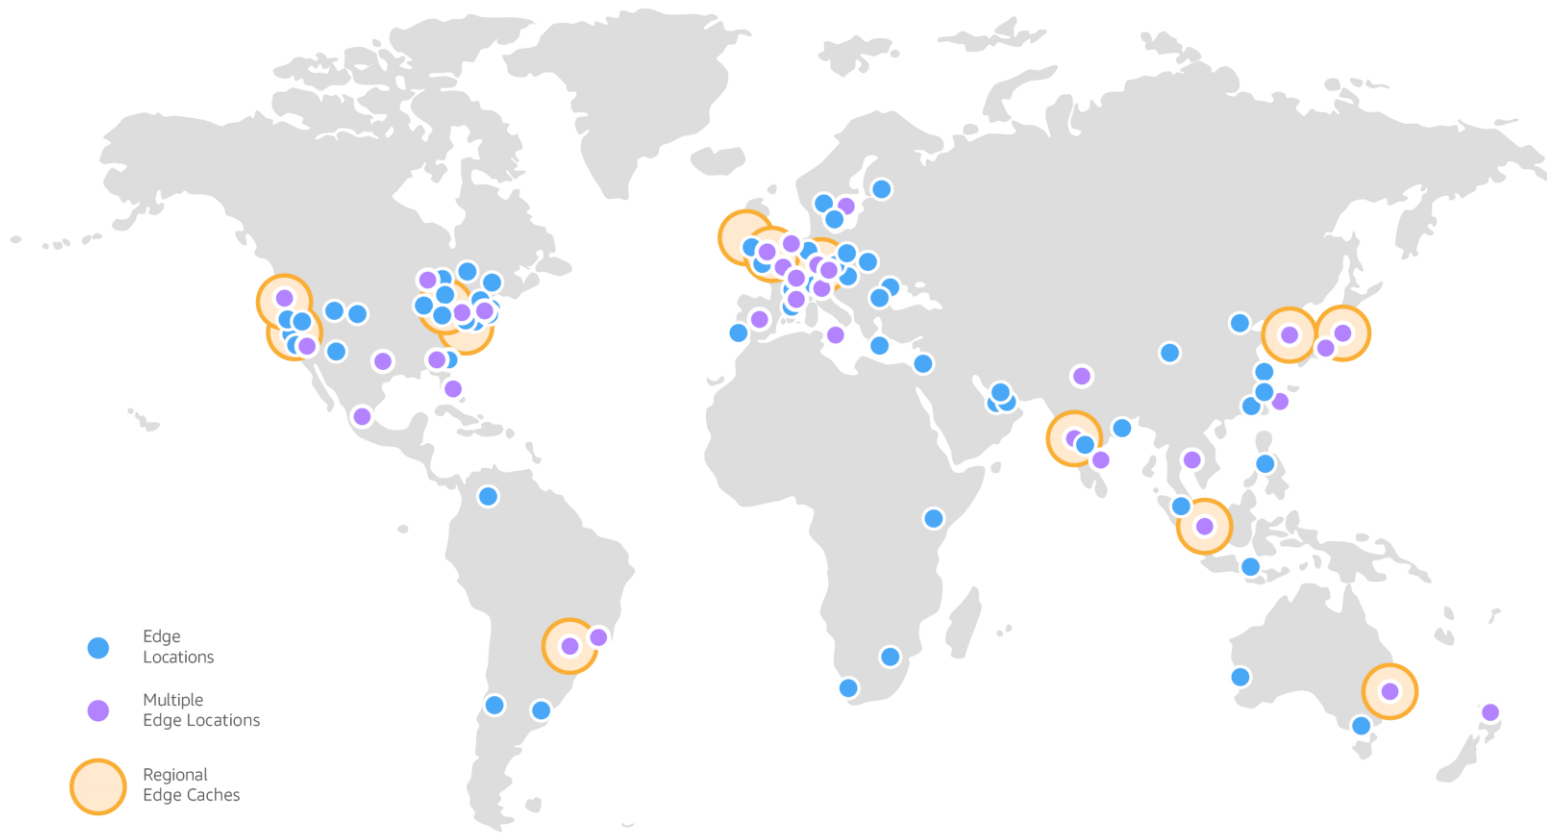 Edge
Locations
Multiple
Edge Locations
Regional
Edge Caches